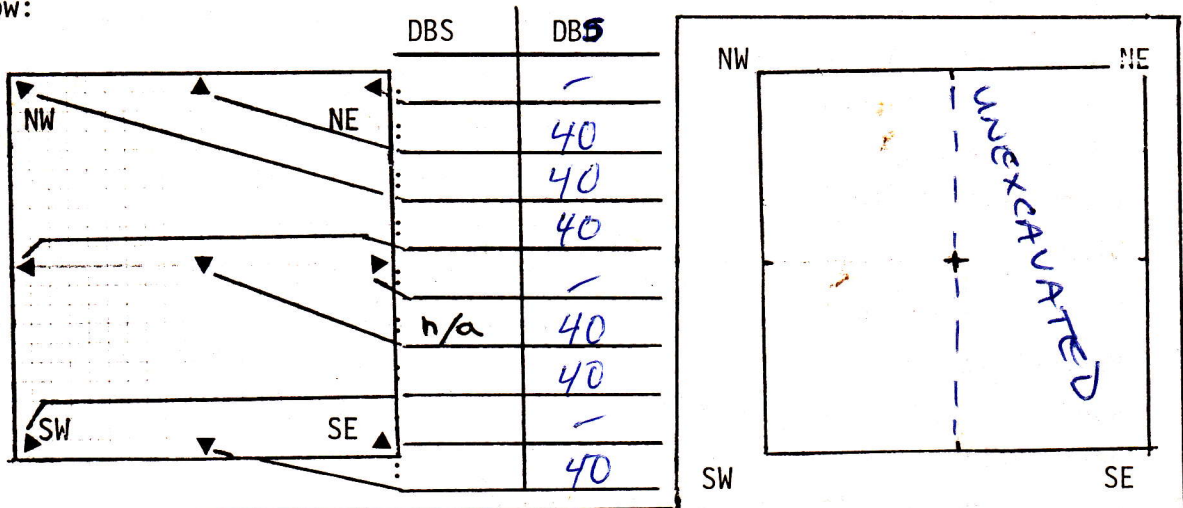 ow:
DBS DBS
NW NE
–
40
40
40
–
n/a 40
40
SW SE
–
40
NW NE
UNEXCAVATED
SW SE